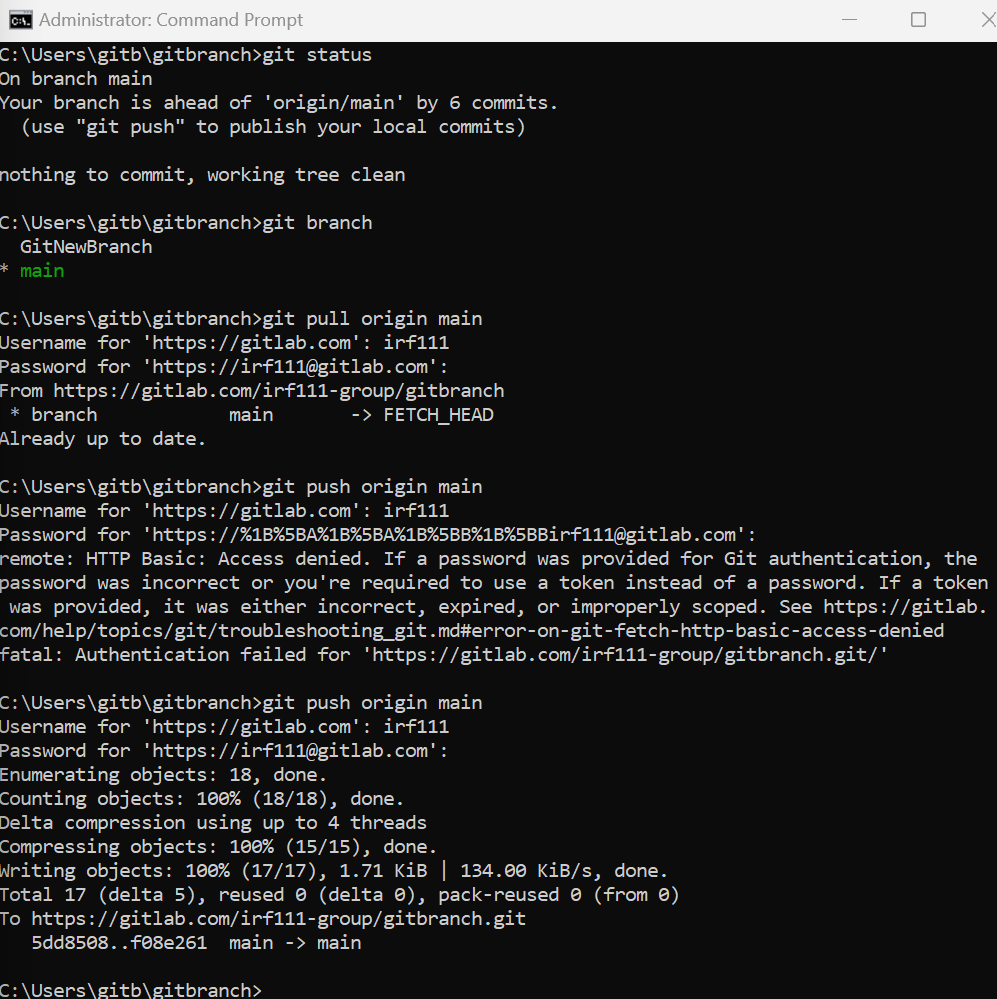 Administrator: Command Prompt
C:\Users\gitb\gitbranch>git status
On branch main
Your branch is ahead of 'origin/main' by 6 commits.
  (use "git push" to publish your local commits)
nothing to commit, working tree clean
C:\Users\gitb\gitbranch>git branch
  GitNewBranch
* main
C:\Users\gitb\gitbranch>git pull origin main
Username for 'https://gitlab.com': irf111
Password for 'https://irf111@gitlab.com':
From https://gitlab.com/irf111-group/gitbranch
 * branch            main       -> FETCH_HEAD
Already up to date.
C:\Users\gitb\gitbranch>git push origin main
Username for 'https://gitlab.com': irf111
Password for 'https://%1B%5BA%1B%5BA%1B%5BB%1B%5BBirf111@gitlab.com':
remote: HTTP Basic: Access denied. If a password was provided for Git authentication, the
password was incorrect or you're required to use a token instead of a password. If a token
 was provided, it was either incorrect, expired, or improperly scoped. See https://gitlab.
com/help/topics/git/troubleshooting_git.md#error-on-git-fetch-http-basic-access-denied
fatal: Authentication failed for 'https://gitlab.com/irf111-group/gitbranch.git/'
C:\Users\gitb\gitbranch>git push origin main
Username for 'https://gitlab.com': irf111
Password for 'https://irf111@gitlab.com':
Enumerating objects: 18, done.
Counting objects: 100% (18/18), done.
Delta compression using up to 4 threads
Compressing objects: 100% (15/15), done.
Writing objects: 100% (17/17), 1.71 KiB | 134.00 KiB/s, done.
Total 17 (delta 5), reused 0 (delta 0), pack-reused 0 (from 0)
To https://gitlab.com/irf111-group/gitbranch.git
   5dd8508..f08e261  main -> main
C:\Users\gitb\gitbranch>